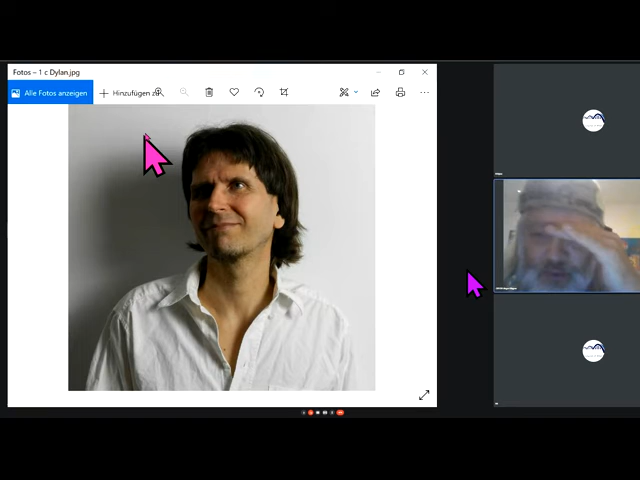 Fotos – 1 c Dylan.jpg
Alle Fotos anzeigen
Hinzufügen zu